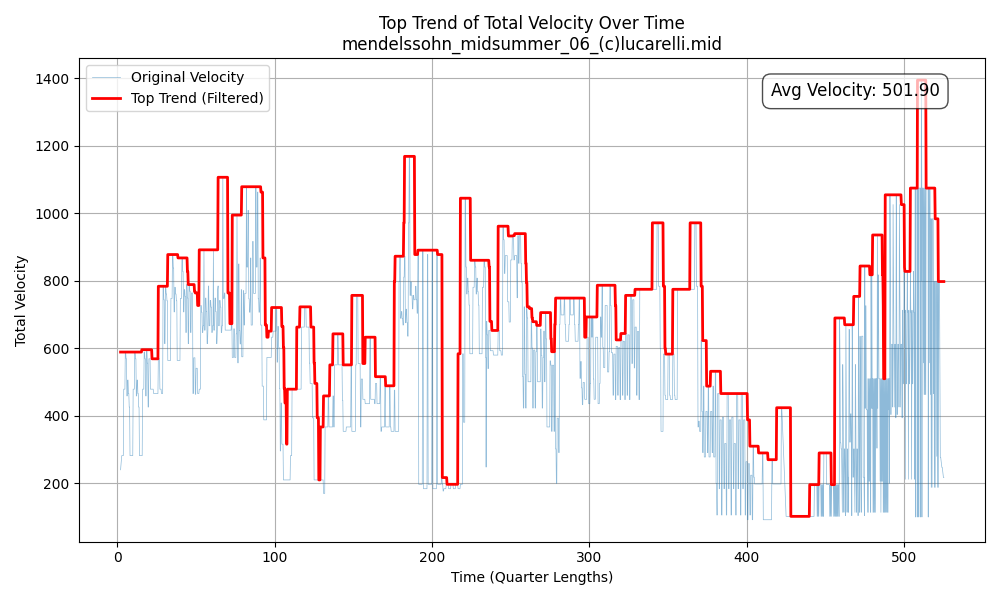 Top Trend of Total Velocity Over Time
mendelssohn_midsummer_06_(c)lucarelli.mid
Original Velocity
Top Trend (Filtered)
Avg Velocity: 501.90
Total Velocity
1400
1200
1000
800
600
400
200
0 100 200 300 400 500
Time (Quarter Lengths)